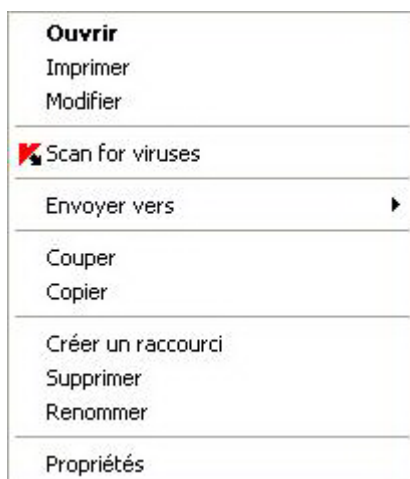 Ouvrir
Imprimer
Modifier
Scan for viruses
Envoyer vers
Couper
Copier
Créer un raccourci
Supprimer
Renommer
Propriétés